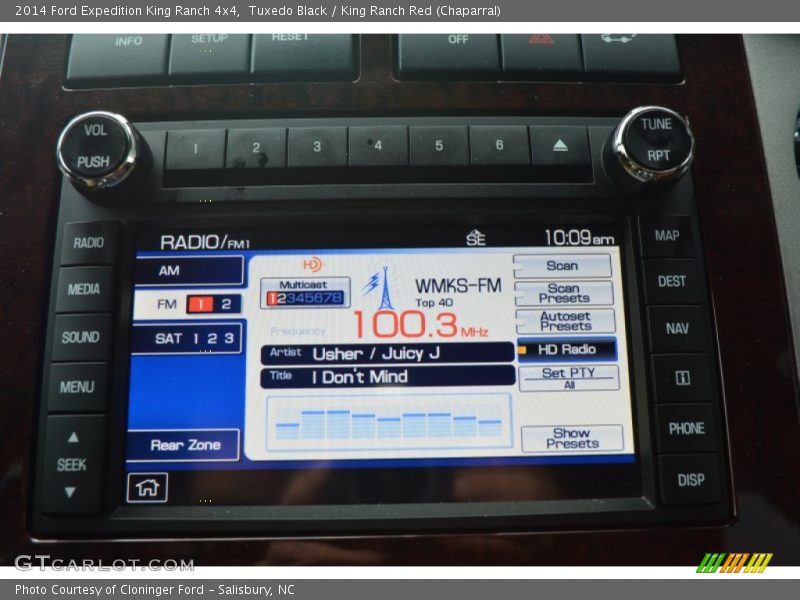 2014 Ford Expedition King Ranch 4x4, Tuxedo Black / King Ranch Red (Chaparral)
INFO SETUP RESET OFF
VOL PUSH
1 2 3 4 5 6
TUNE RPT
RADIO
MEDIA
SOUND
MENU
SEEK
RADIO/FM1 SE 10:09am
AM
FM 1 2
SAT 1 2 3
Rear Zone
HD
Multicast
12345678
WMKS-FM
Top 40
Frequency 100.3 MHz
Artist Usher / Juicy J
Title I Don't Mind
Scan
Scan Presets
Autoset Presets
HD Radio
Set PTY
All
Show Presets
MAP
DEST
NAV
i
PHONE
DISP
GTCARLOT.COM
Photo Courtesy of Cloninger Ford – Salisbury, NC